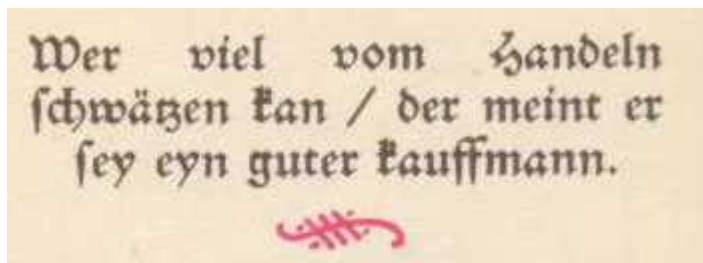 Wer viel vom Handeln
ſchwätzen kan / der meint er
ſey eyn guter kauffmann.